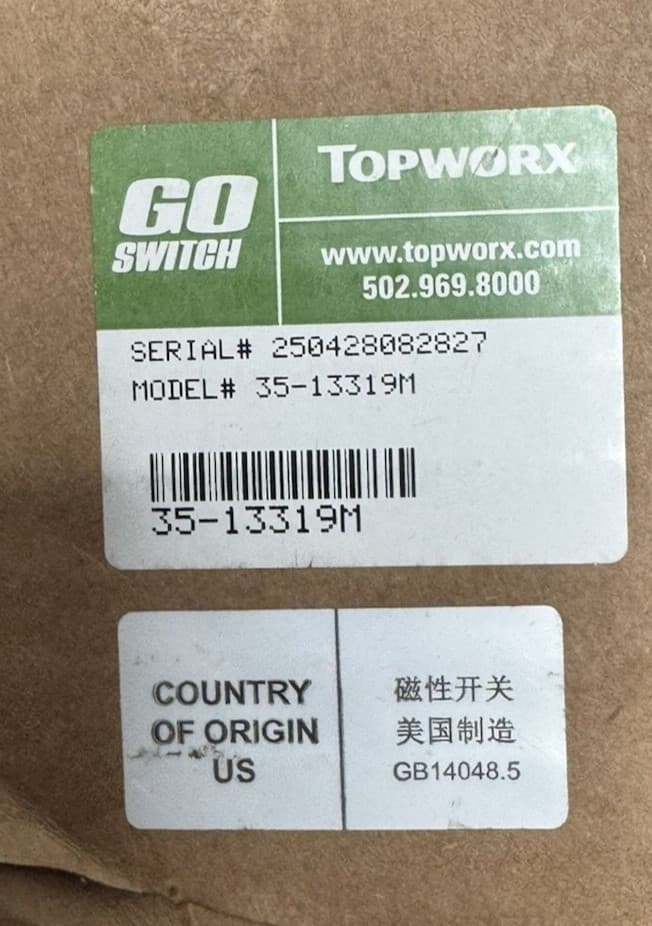 GO
SWITCH
TOPWORX
www.topworx.com
502.969.8000
SERIAL# 250428082827
MODEL# 35-13319M
35-13319M
COUNTRY
OF ORIGIN
US
磁性开关
美国制造
GB14048.5